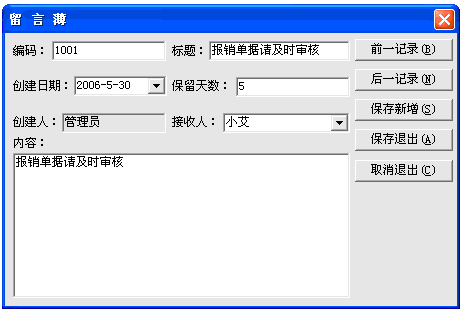 留 言 薄
编码： 1001 标题： 报销单据请及时审核 前一记录(R)
创建日期： 2006-5-30 保留天数： 5 后一记录(N)
保存新增(S)
创建人： 管理员 接收人： 小艾 保存退出(A)
内容：
报销单据请及时审核 取消退出(C)